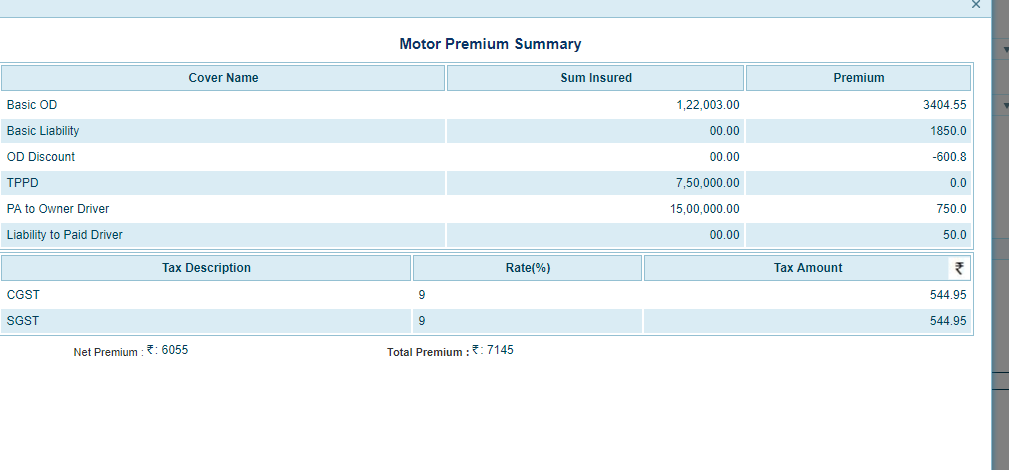 ×
Motor Premium Summary
Cover Name Sum Insured Premium
Basic OD 1,22,003.00 3404.55
Basic Liability 00.00 1850.0
OD Discount 00.00 -600.8
TPPD 7,50,000.00 0.0
PA to Owner Driver 15,00,000.00 750.0
Liability to Paid Driver 00.00 50.0
Tax Description Rate(%) Tax Amount ₹
CGST 9 544.95
SGST 9 544.95
Net Premium : ₹: 6055 Total Premium : ₹: 7145